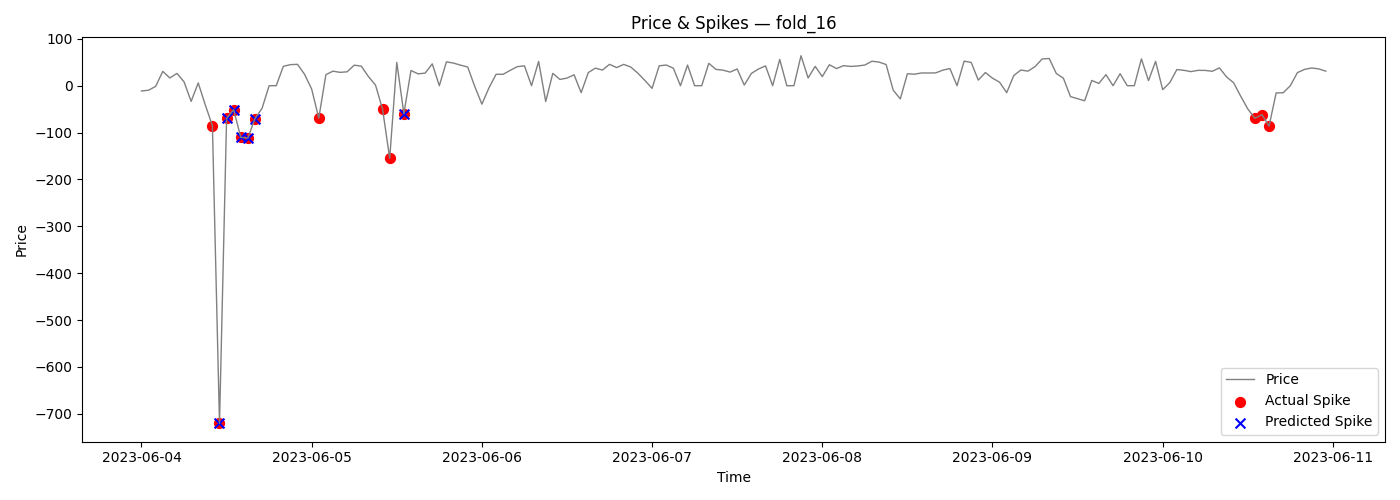 Price & Spikes — fold_16
Price
100
0
−100
−200
−300
−400
−500
−600
−700
2023-06-04
2023-06-05
2023-06-06
2023-06-07
2023-06-08
2023-06-09
2023-06-10
2023-06-11
Time
Price
Actual Spike
Predicted Spike